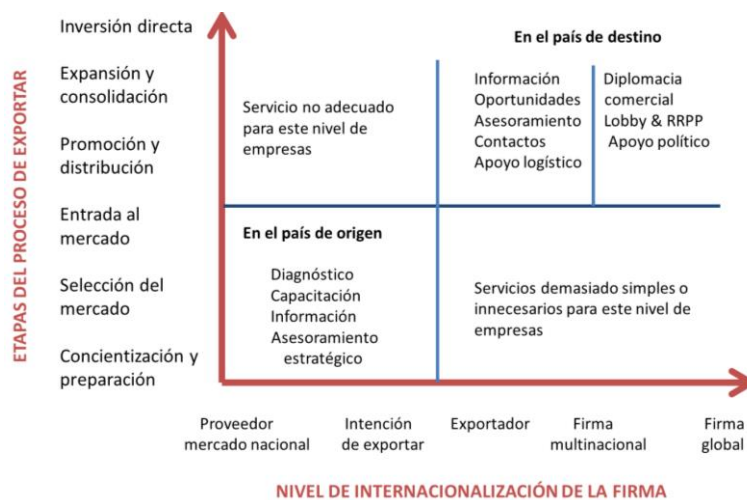 ETAPAS DEL PROCESO DE EXPORTAR
Inversión directa
Expansión y
consolidación
Promoción y
distribución
Entrada al
mercado
Selección del
mercado
Concientización y
preparación
Servicio no adecuado
para este nivel de
empresas
En el país de destino
Información
Oportunidades
Asesoramiento
Contactos
Apoyo logístico
Diplomacia
comercial
Lobby & RRPP
Apoyo político
En el país de origen
Diagnóstico
Capacitación
Información
Asesoramiento
estratégico
Servicios demasiado simples o
innecesarios para este nivel de
empresas
Proveedor
mercado nacional
Intención
de exportar
Exportador
Firma
multinacional
Firma
global
NIVEL DE INTERNACIONALIZACIÓN DE LA FIRMA